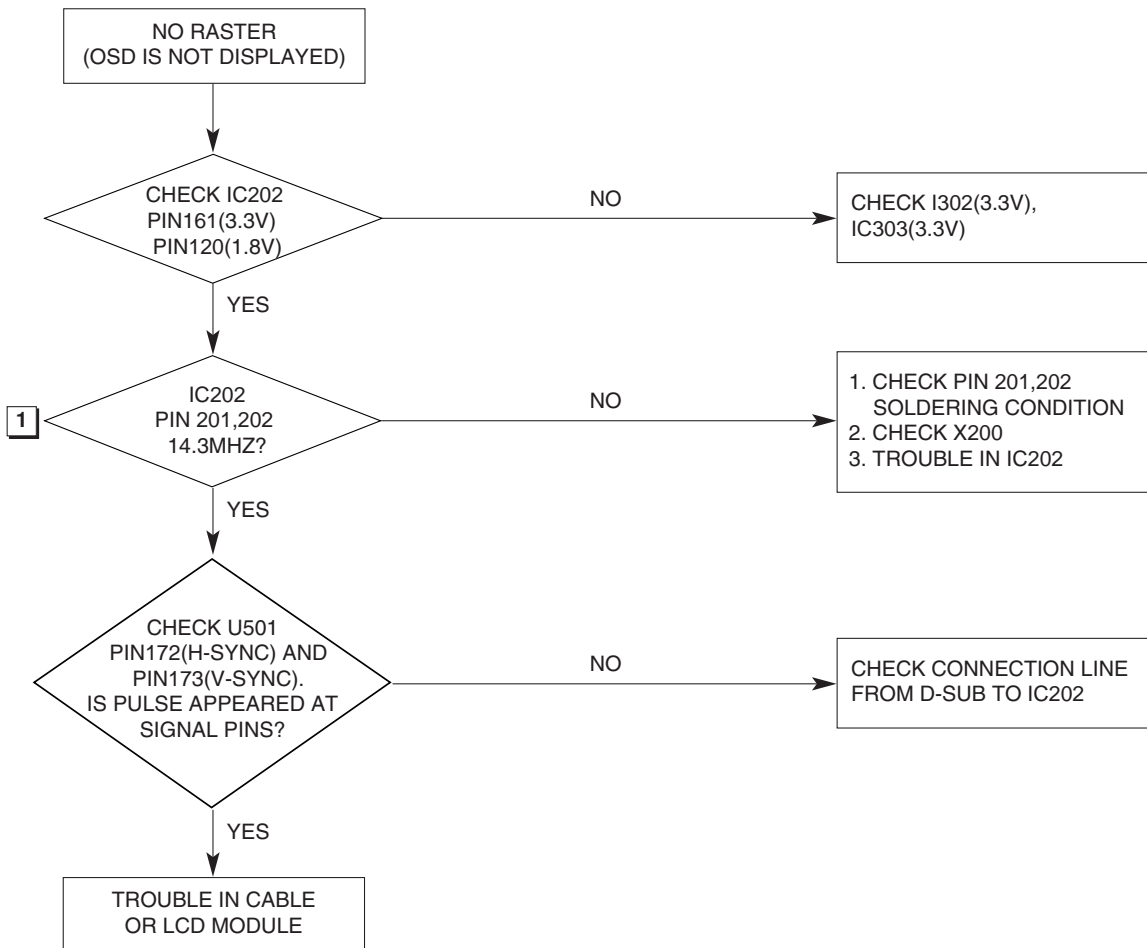 NO RASTER
(OSD IS NOT DISPLAYED)
CHECK IC202
PIN161(3.3V)
PIN120(1.8V)
NO
CHECK I302(3.3V),
IC303(3.3V)
YES
1
IC202
PIN 201,202
14.3MHZ?
NO
1. CHECK PIN 201,202
SOLDERING CONDITION
2. CHECK X200
3. TROUBLE IN IC202
YES
CHECK U501
PIN172(H-SYNC) AND
PIN173(V-SYNC).
IS PULSE APPEARED AT
SIGNAL PINS?
NO
CHECK CONNECTION LINE
FROM D-SUB TO IC202
YES
TROUBLE IN CABLE
OR LCD MODULE